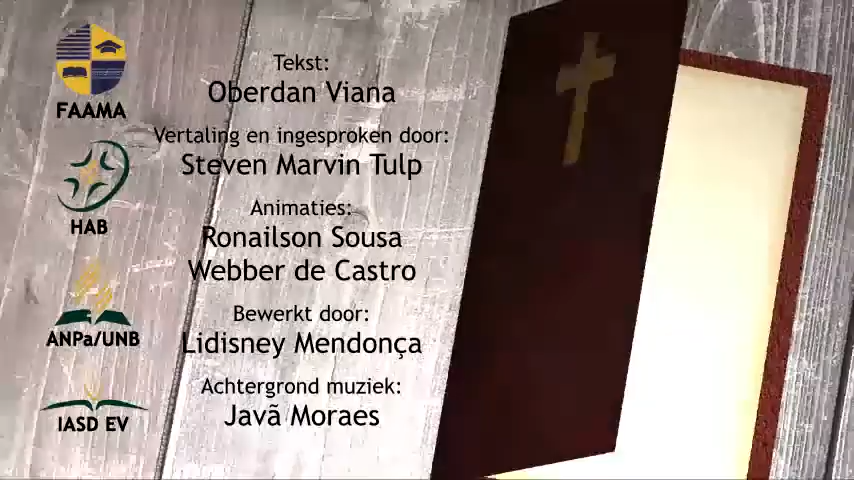 FAAMA
HAB
ANPa/UNB
IASD EV
Tekst:
Oberdan Viana
Vertaling en ingesproken door:
Steven Marvin Tulp
Animaties:
Ronailson Sousa
Webber de Castro
Bewerkt door:
Lidisney Mendonça
Achtergrond muziek:
Javã Moraes